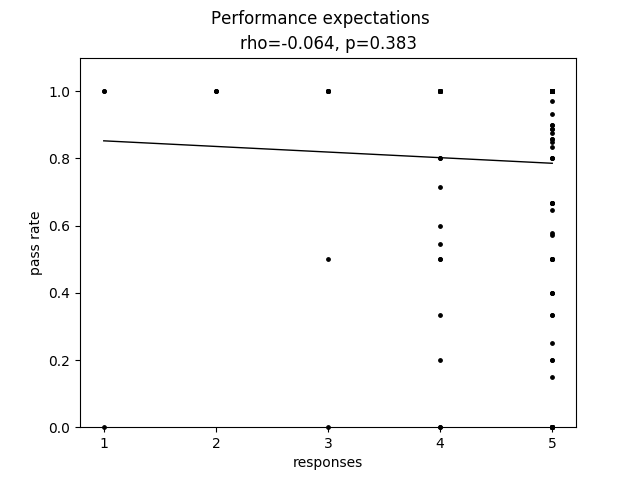 Performance expectations
rho=-0.064, p=0.383
1.0
0.8
0.6
0.4
0.2
0.0
pass rate
1 2 3 4 5
responses